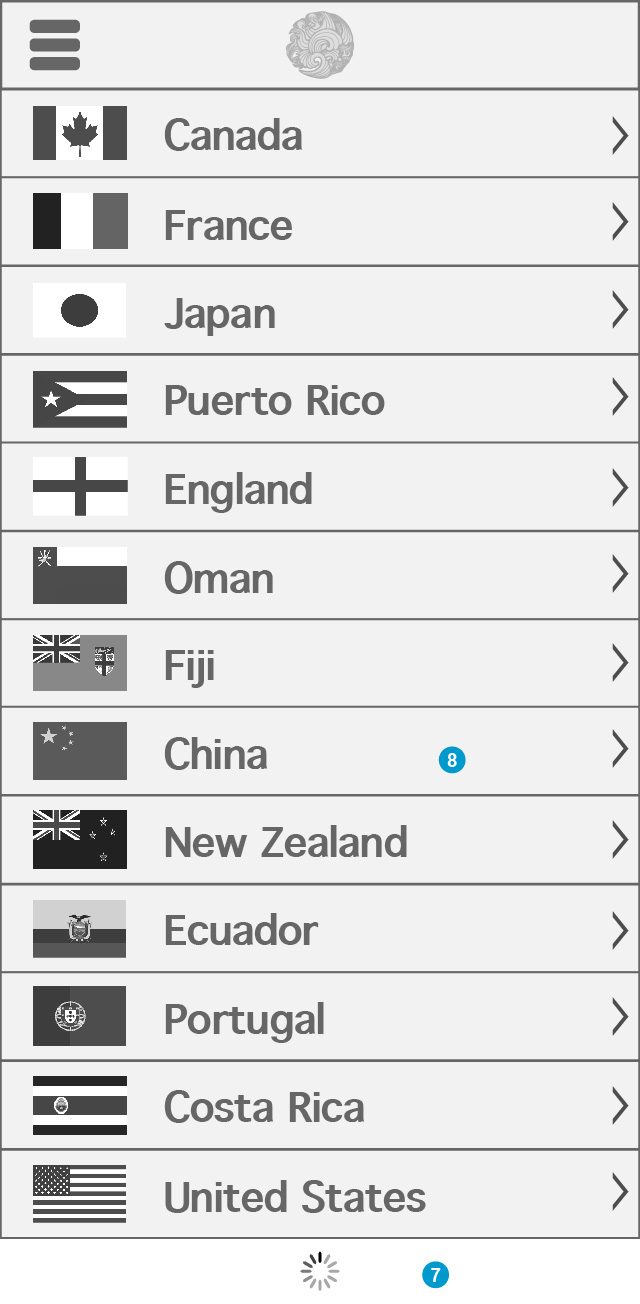 Canada
France
Japan
Puerto Rico
England
Oman
Fiji
China
8
New Zealand
Ecuador
Portugal
Costa Rica
United States
7